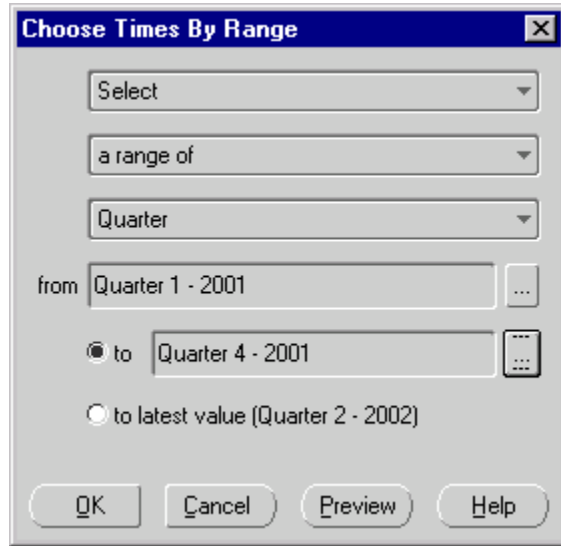 Choose Times By Range
Select
a range of
Quarter
from Quarter 1 - 2001 ...
to Quarter 4 - 2001 ...
to latest value (Quarter 2 - 2002)
OK Cancel Preview Help